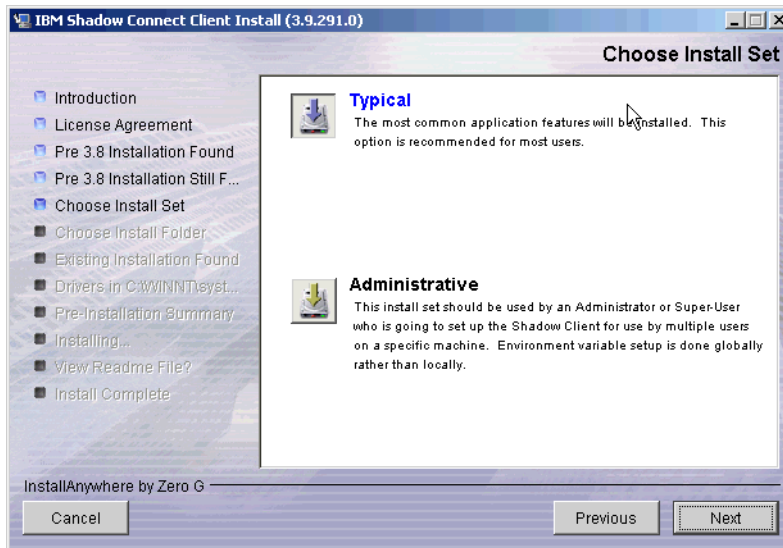 IBM Shadow Connect Client Install (3.9.291.0)
Choose Install Set
Introduction
License Agreement
Pre 3.8 Installation Found
Pre 3.8 Installation Still F...
Choose Install Set
Choose Install Folder
Existing Installation Found
Drivers in C:\WINNT\syst...
Pre-Installation Summary
Installing...
View Readme File?
Install Complete
Typical
The most common application features will be installed. This
option is recommended for most users.
Administrative
This install set should be used by an Administrator or Super-User
who is going to set up the Shadow Client for use by multiple users
on a specific machine. Environment variable setup is done globally
rather than locally.
InstallAnywhere by Zero G
Cancel
Previous
Next